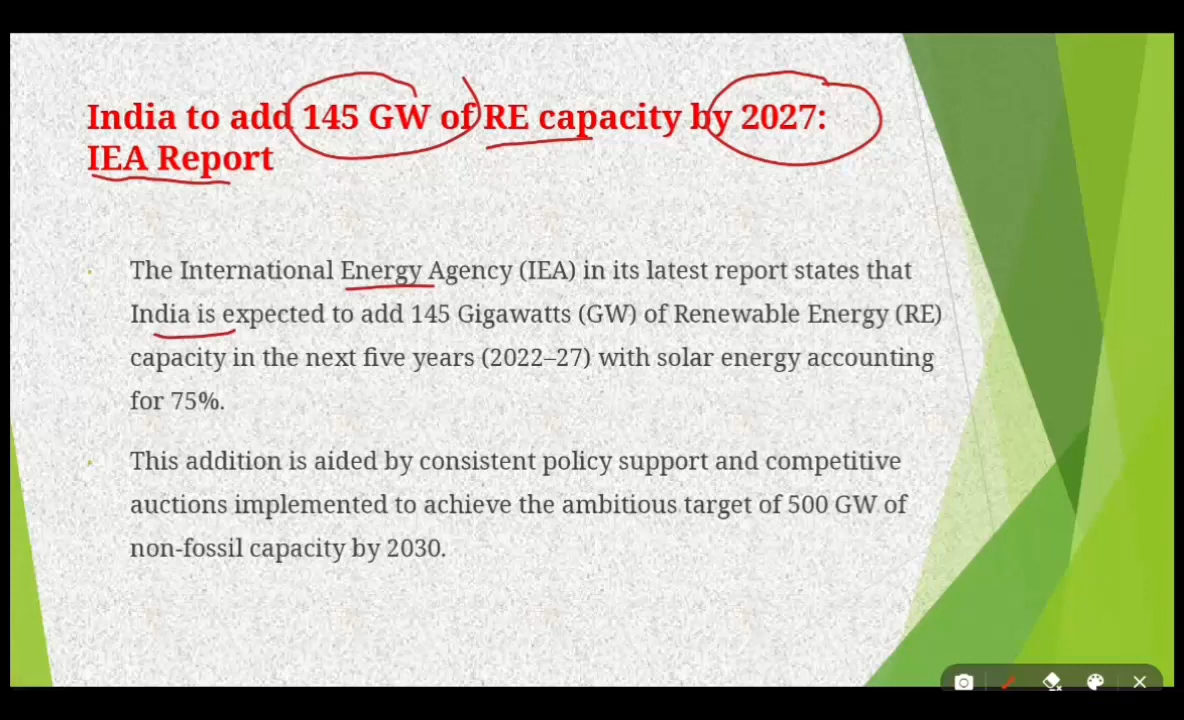 India to add 145 GW of RE capacity by 2027:
IEA Report
The International Energy Agency (IEA) in its latest report states that
India is expected to add 145 Gigawatts (GW) of Renewable Energy (RE)
capacity in the next five years (2022–27) with solar energy accounting
for 75%.
This addition is aided by consistent policy support and competitive
auctions implemented to achieve the ambitious target of 500 GW of
non-fossil capacity by 2030.